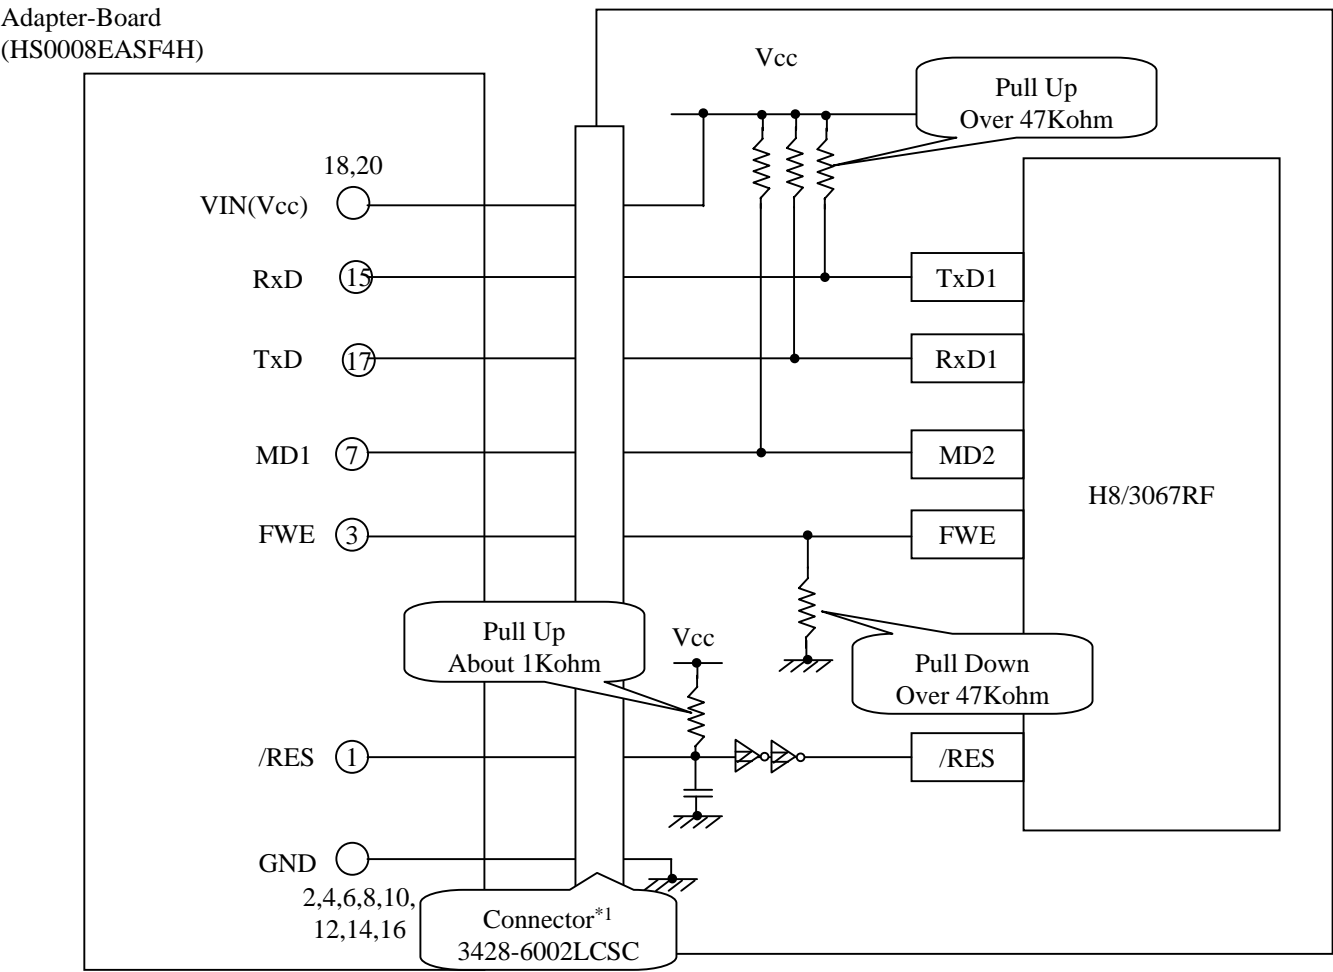 Adapter-Board
(HS0008EASF4H)
Vcc
Pull Up
Over 47Kohm
18,20
VIN(Vcc)
RxD 15
TxD1
TxD 17
RxD1
MD1 7
MD2
H8/3067RF
FWE 3
FWE
Pull Up
About 1Kohm
Vcc
Pull Down
Over 47Kohm
/RES 1
/RES
GND
2,4,6,8,10,
12,14,16
Connector*1
3428-6002LCSC